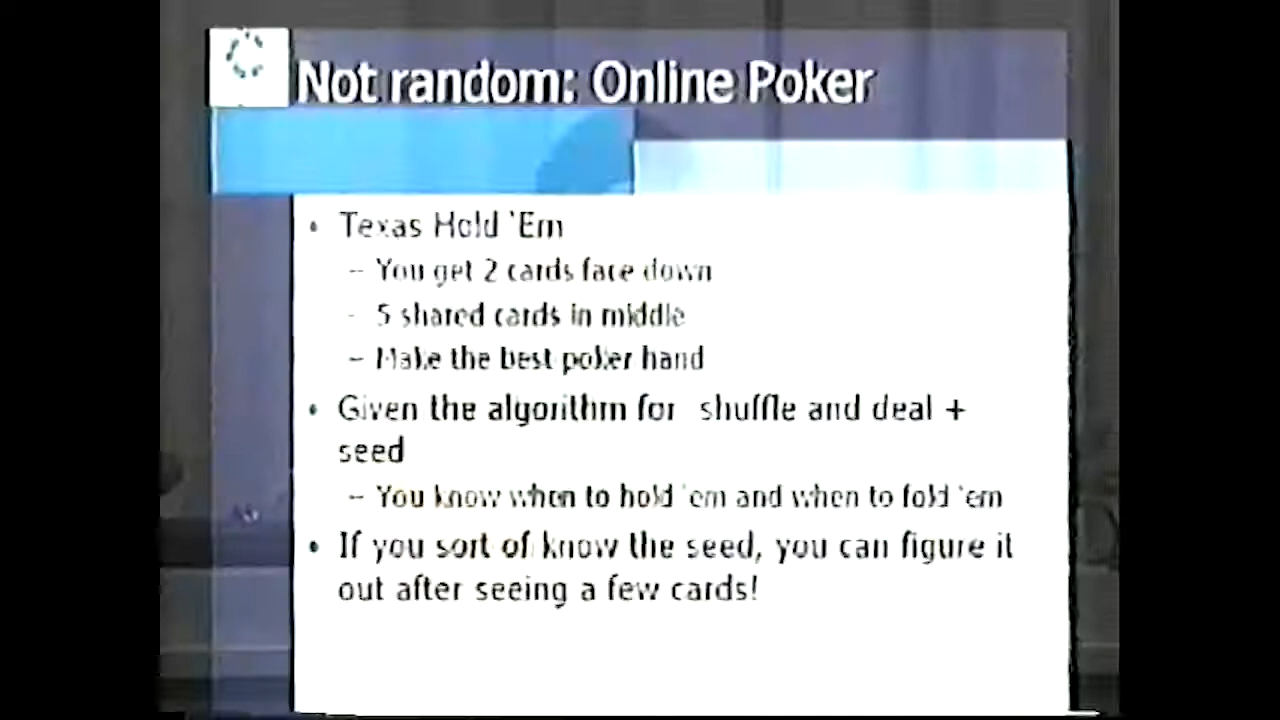 Not random: Online Poker
• Texas Hold `Em
– You get 2 cards face down
- 5 shared cards in middle
– Make the best poker hand
• Given the algorithm for shuffle and deal +
seed
– You know when to hold `em and when to fold `em
• If you sort of know the seed, you can figure it
out after seeing a few cards!